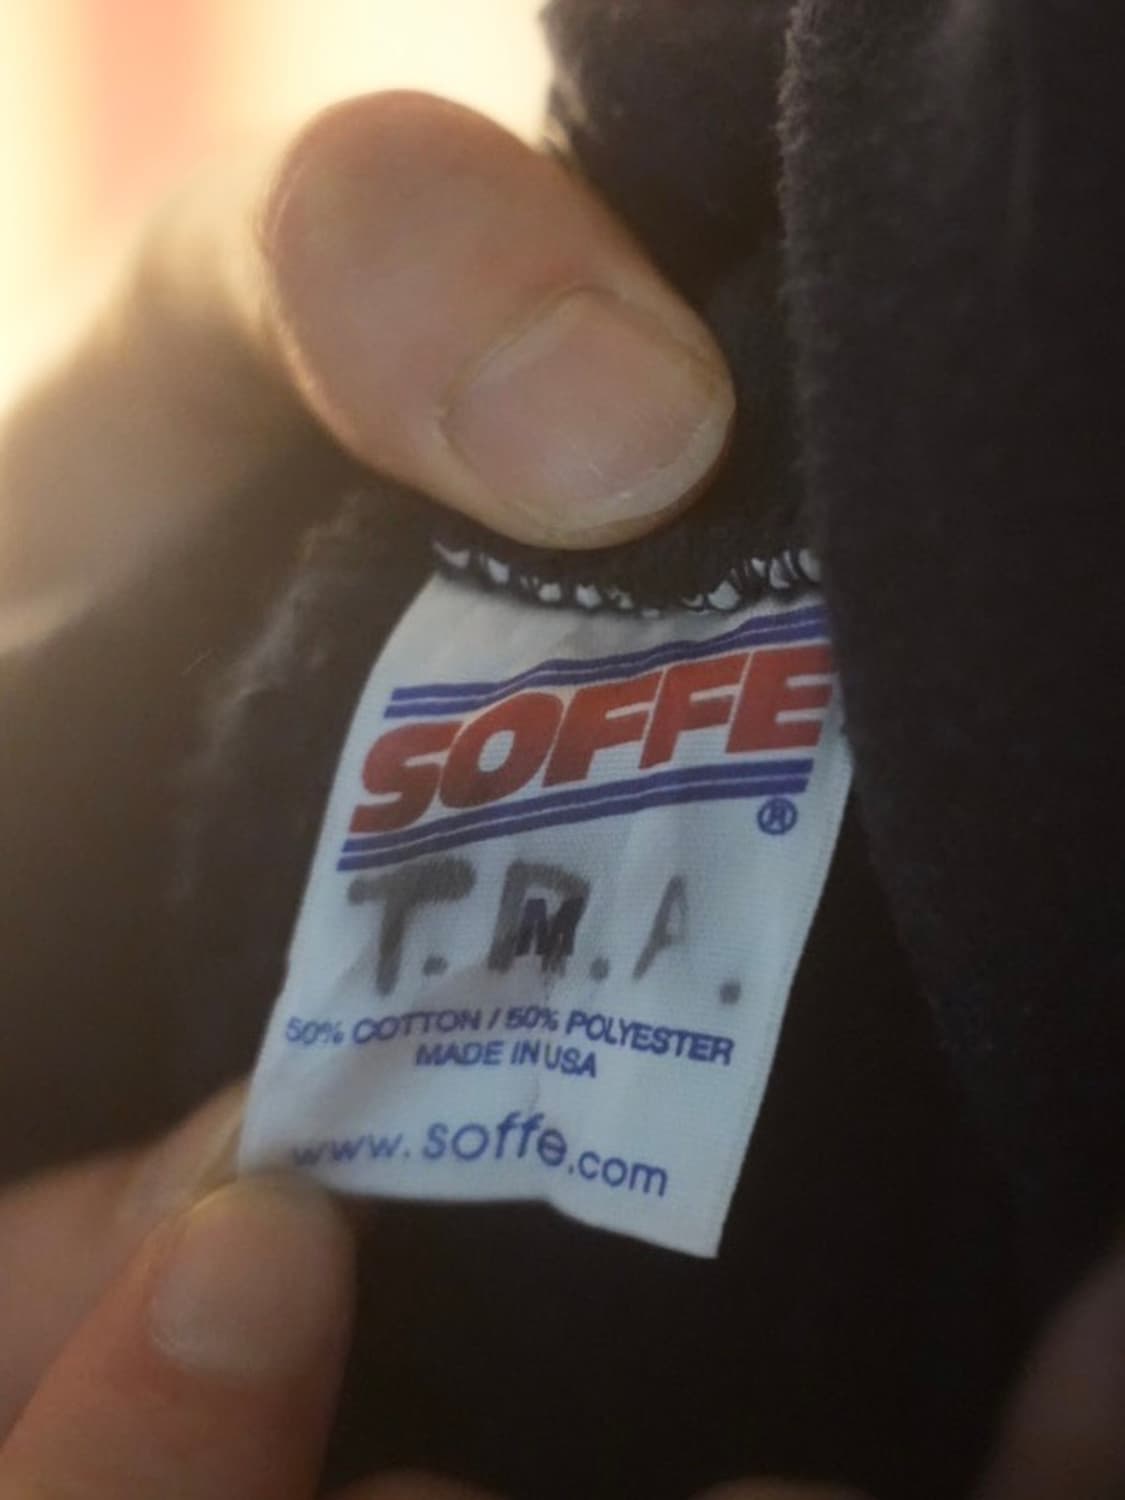 SOFFE
®
T.R.A.
M
50% COTTON / 50% POLYESTER
MADE IN USA
www.soffe.com